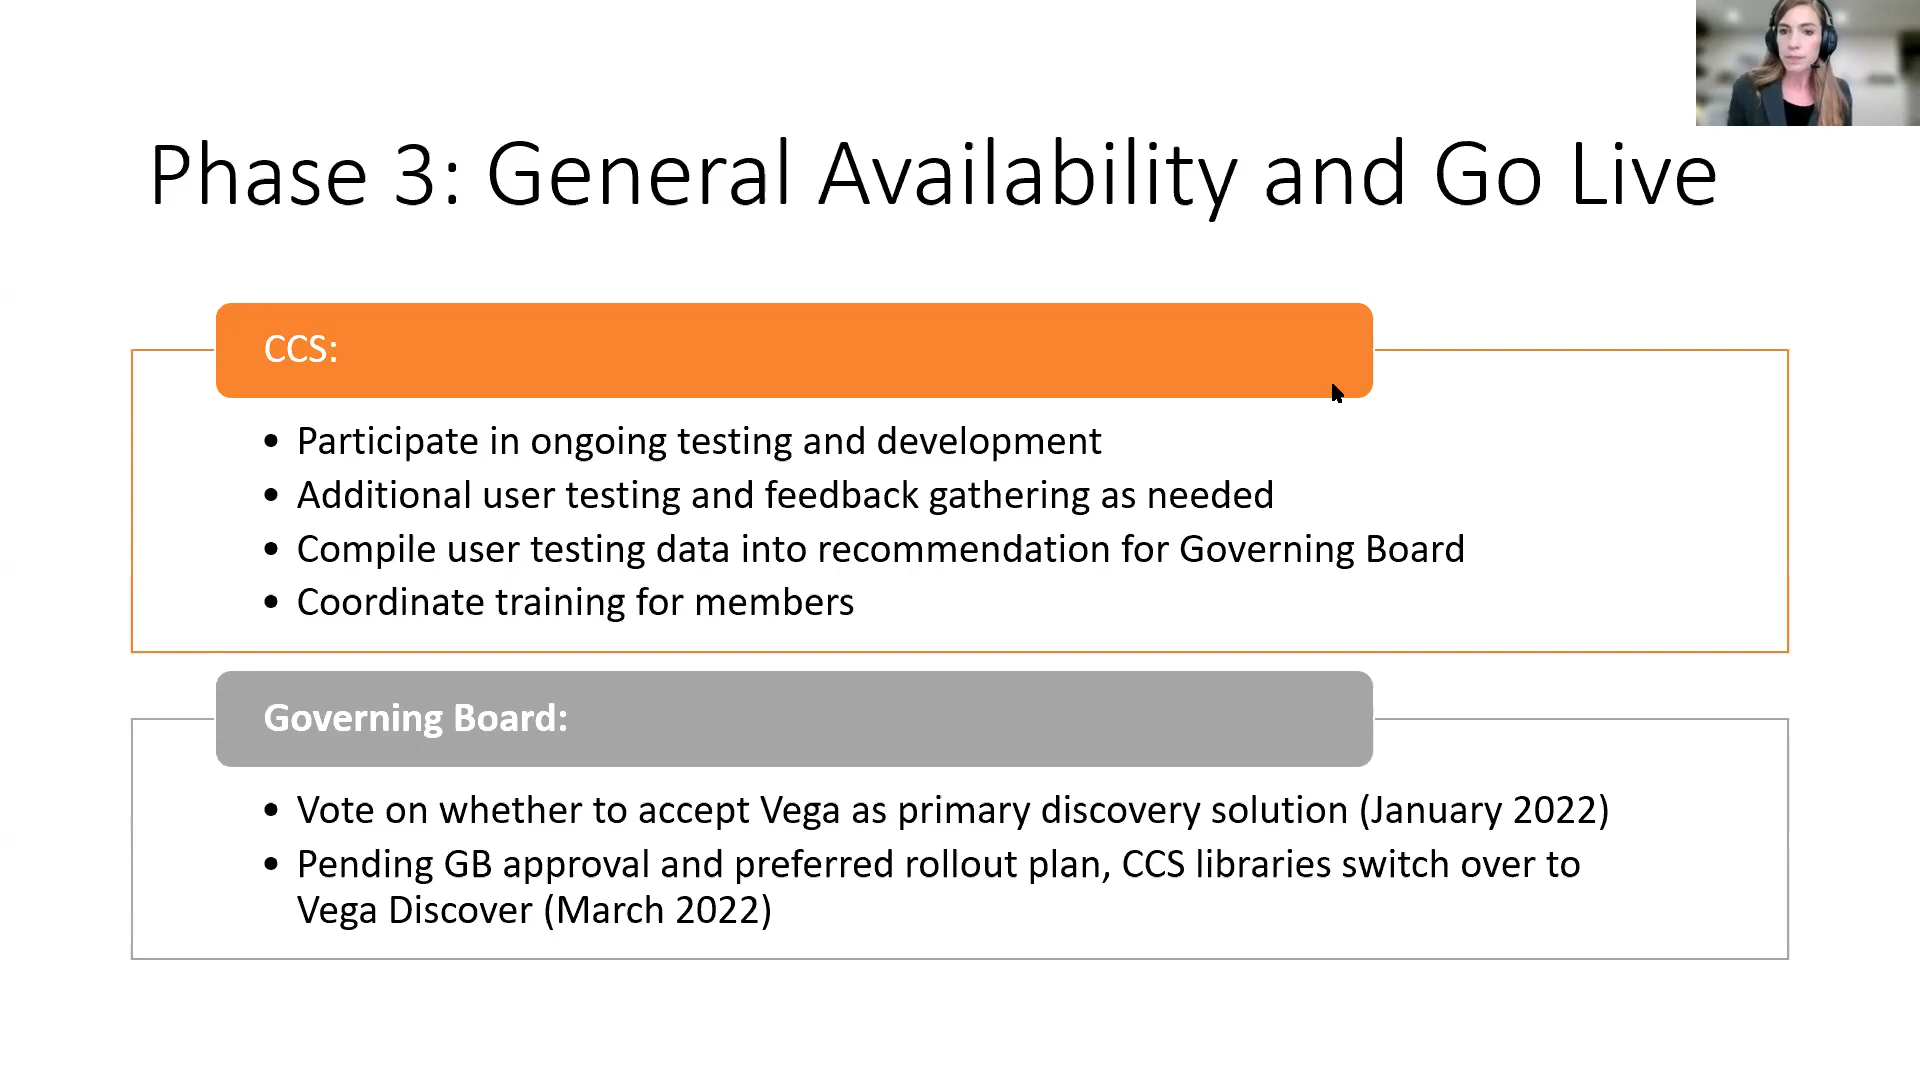 Phase 3: General Availability and Go Live
CCS:
• Participate in ongoing testing and development
• Additional user testing and feedback gathering as needed
• Compile user testing data into recommendation for Governing Board
• Coordinate training for members
Governing Board:
• Vote on whether to accept Vega as primary discovery solution (January 2022)
• Pending GB approval and preferred rollout plan, CCS libraries switch over to
Vega Discover (March 2022)